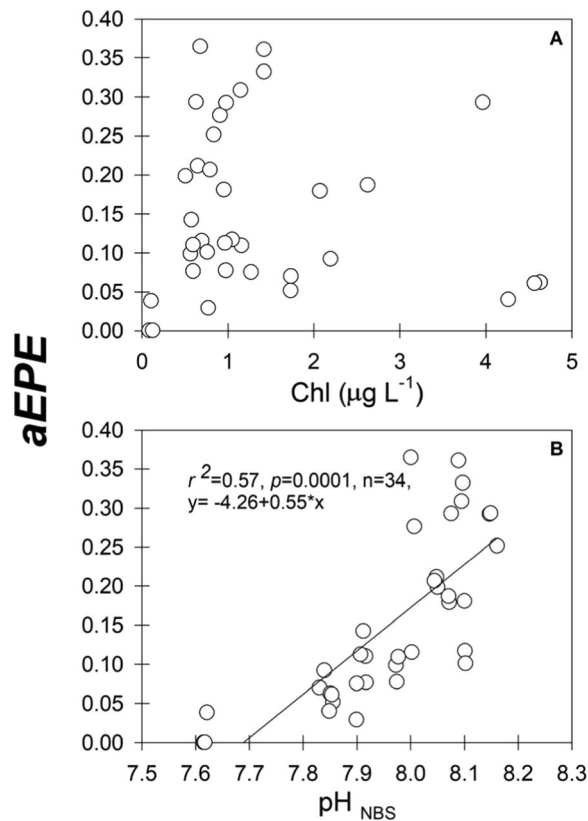 aEPE
A
0.40
0.35
0.30
0.25
0.20
0.15
0.10
0.05
0.00
0 1 2 3 4 5
Chl (μg L⁻¹)
B
0.40
0.35
0.30
0.25
0.20
0.15
0.10
0.05
0.00
r ²=0.57, p=0.0001, n=34,
y= -4.26+0.55*x
7.5 7.6 7.7 7.8 7.9 8.0 8.1 8.2 8.3
pH NBS